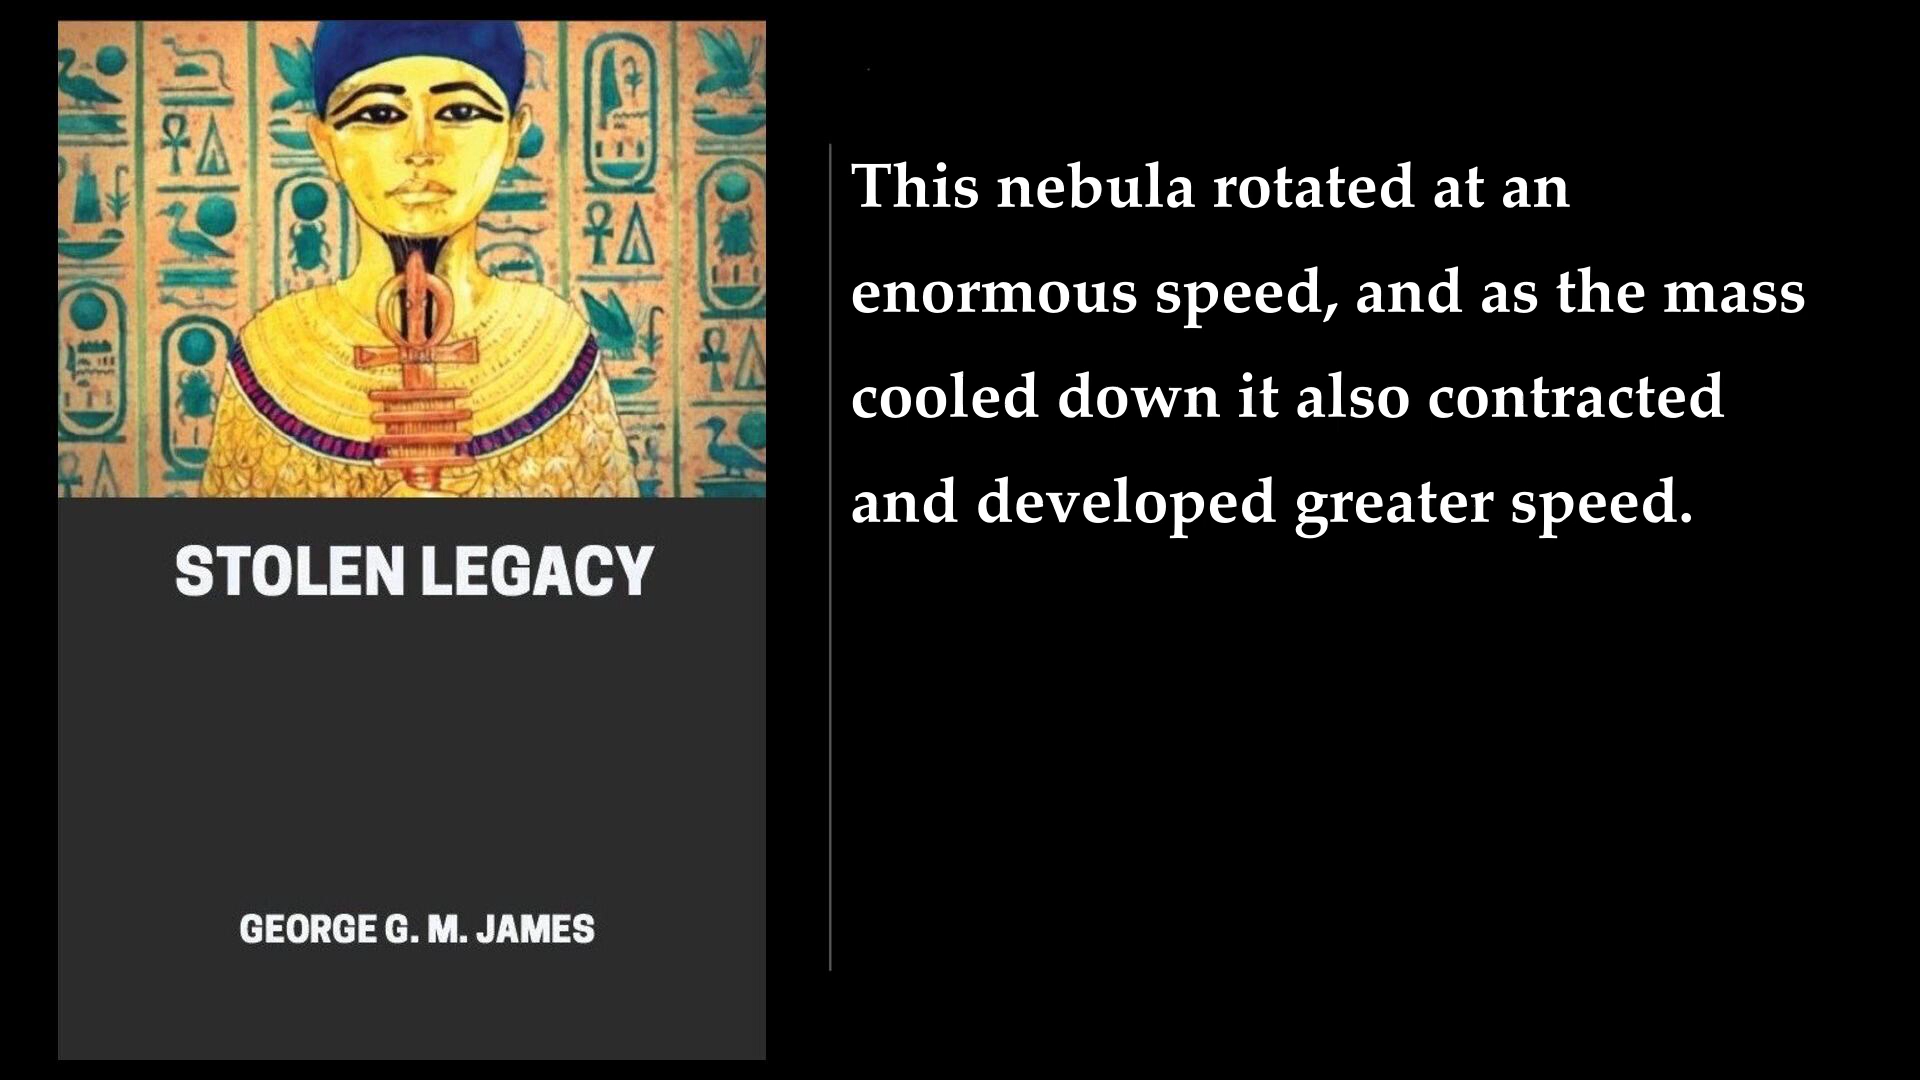 STOLEN LEGACY
GEORGE G. M. JAMES
This nebula rotated at an
enormous speed, and as the mass
cooled down it also contracted
and developed greater speed.